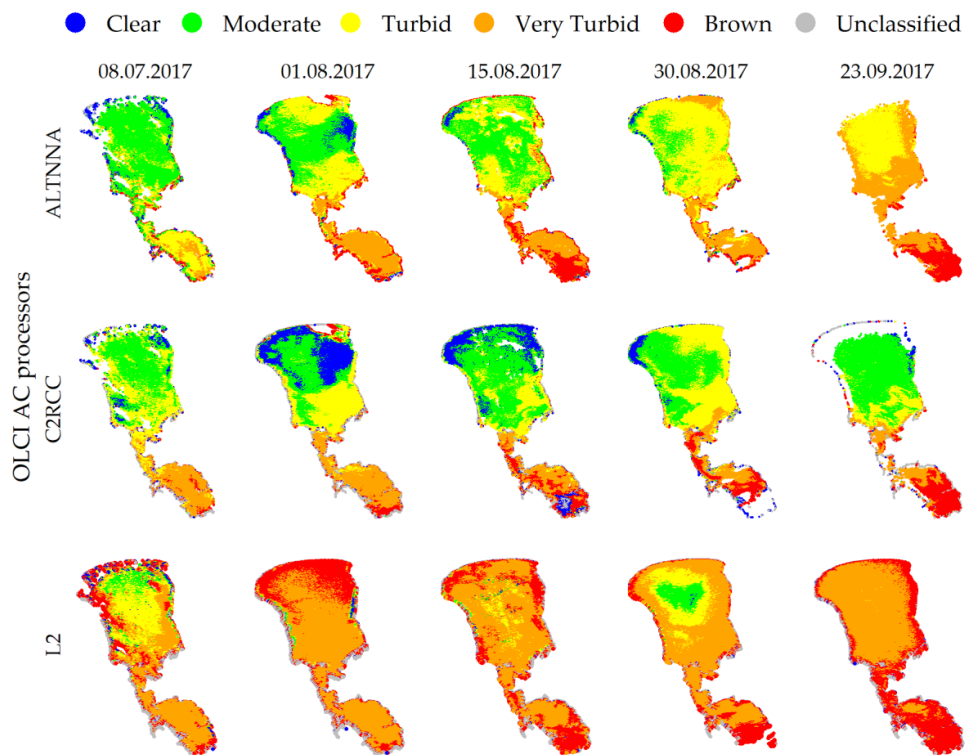 Clear Moderate Turbid Very Turbid Brown Unclassified
08.07.2017 01.08.2017 15.08.2017 30.08.2017 23.09.2017
OLCI AC processors
ALTNNA
C2RCC
L2